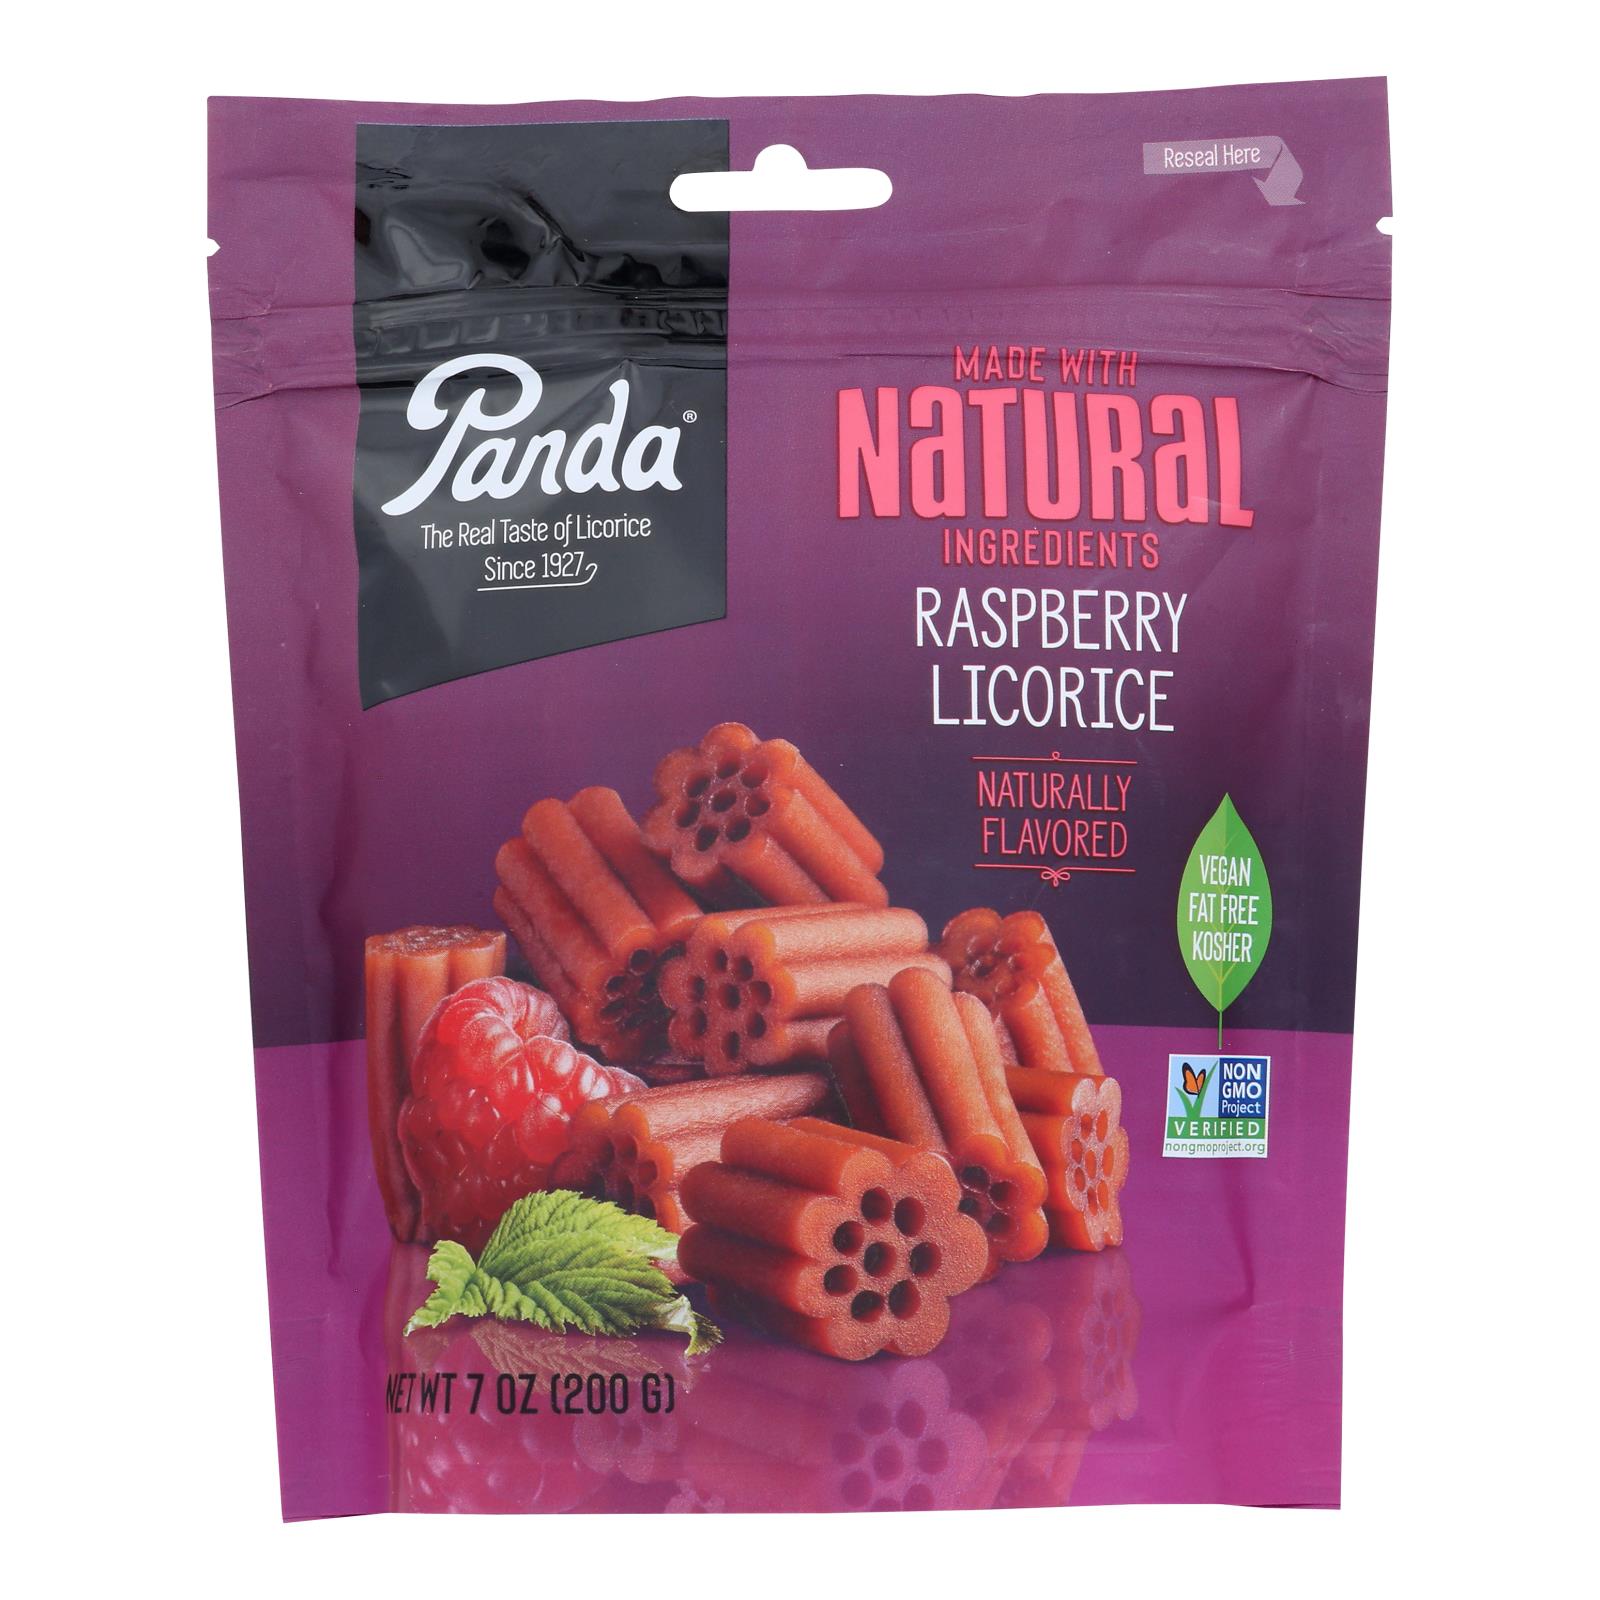 Reseal Here
Panda®
The Real Taste of Licorice
Since 1927
MADE WITH
NATURAL
INGREDIENTS
RASPBERRY
LICORICE
NATURALLY
FLAVORED
VEGAN
FAT FREE
KOSHER
NON
GMO
Project
VERIFIED
nongmoproject.org
NET WT 7 OZ (200 G)